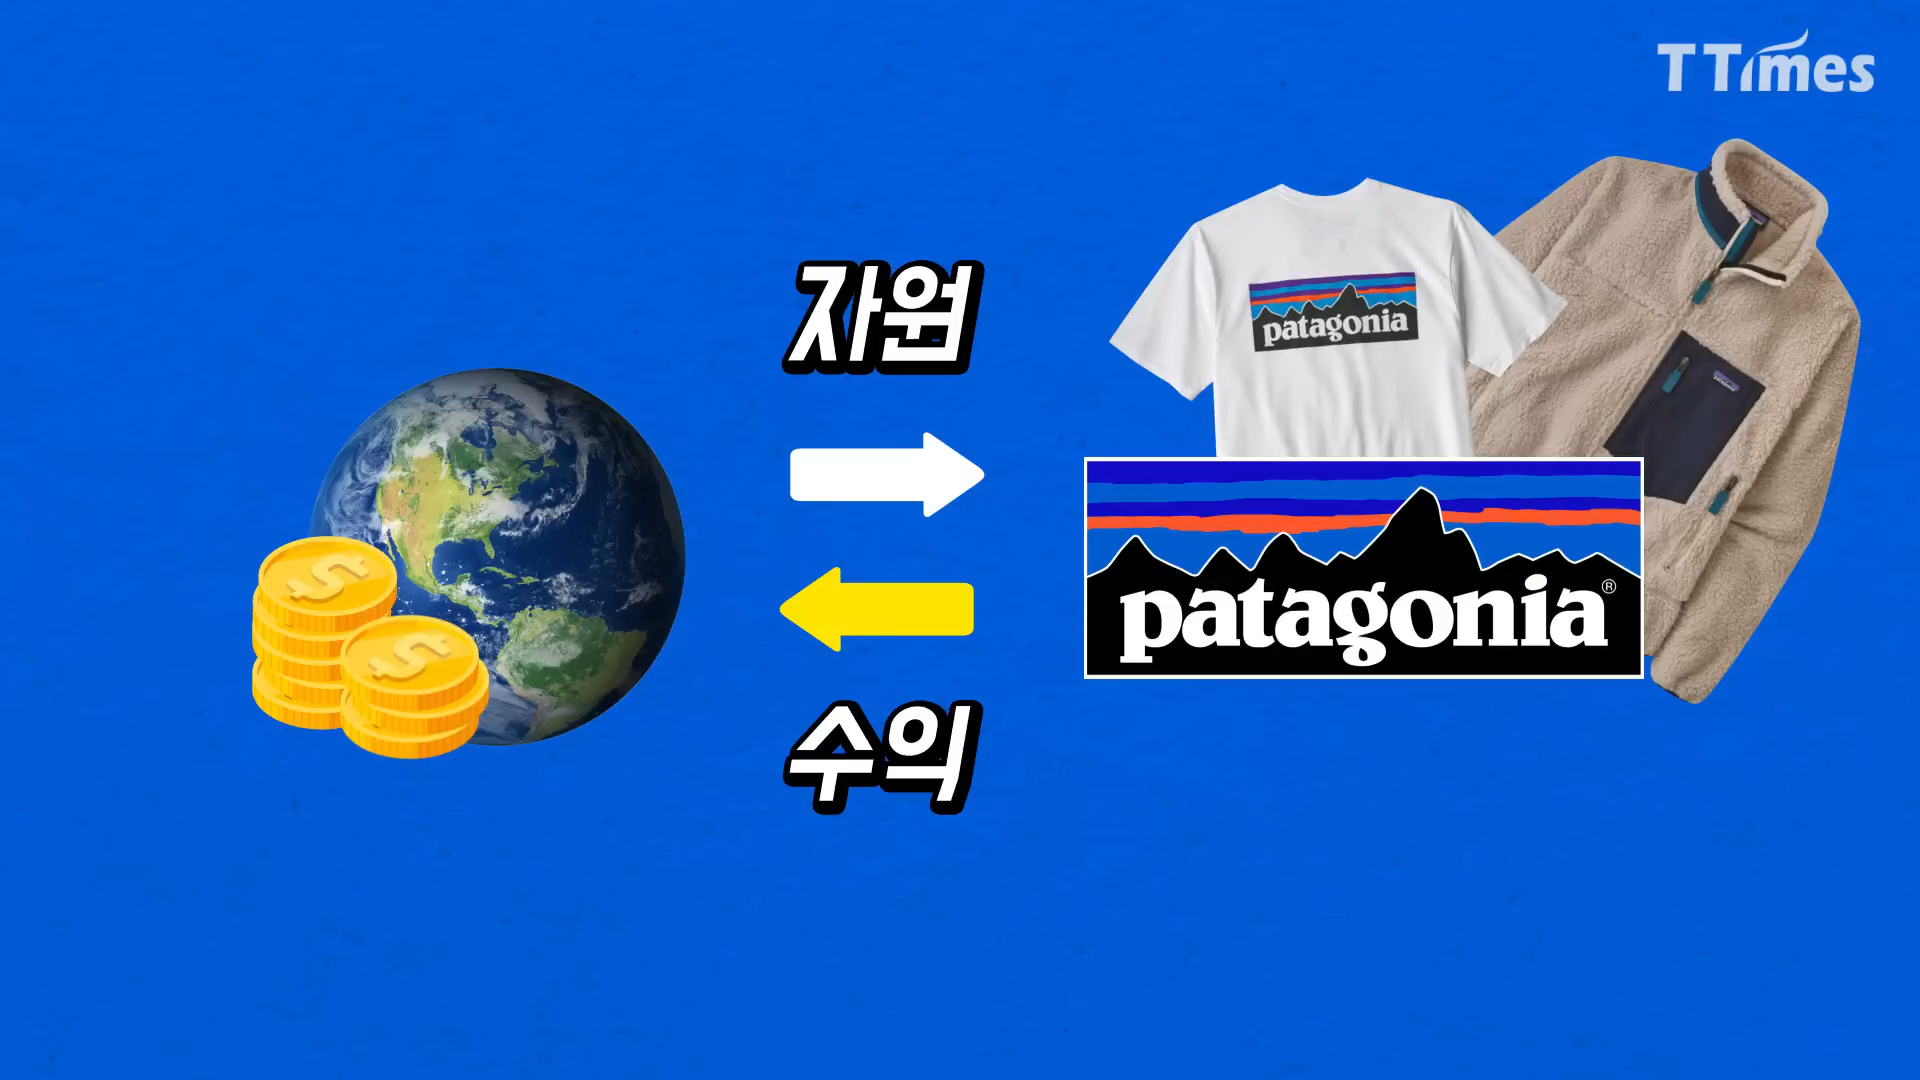 TTimes
자원
patagonia
patagonia®
수익